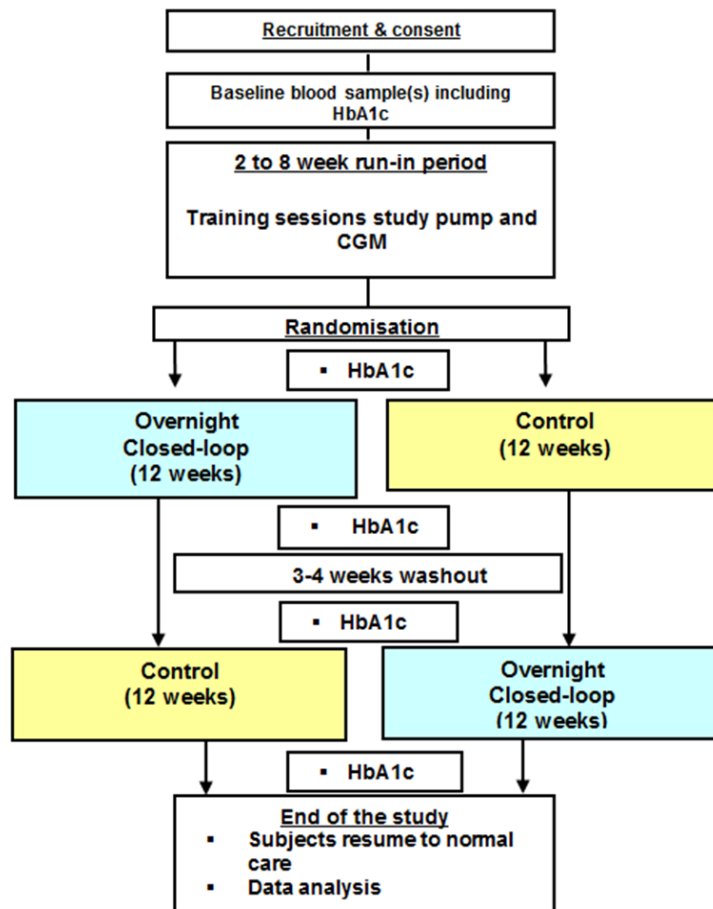 Recruitment & consent
Baseline blood sample(s) including
HbA1c
2 to 8 week run-in period
Training sessions study pump and
CGM
Randomisation
▪ HbA1c
Overnight
Closed-loop
(12 weeks)
Control
(12 weeks)
▪ HbA1c
3-4 weeks washout
▪ HbA1c
Control
(12 weeks)
Overnight
Closed-loop
(12 weeks)
▪ HbA1c
End of the study
▪ Subjects resume to normal
care
▪ Data analysis